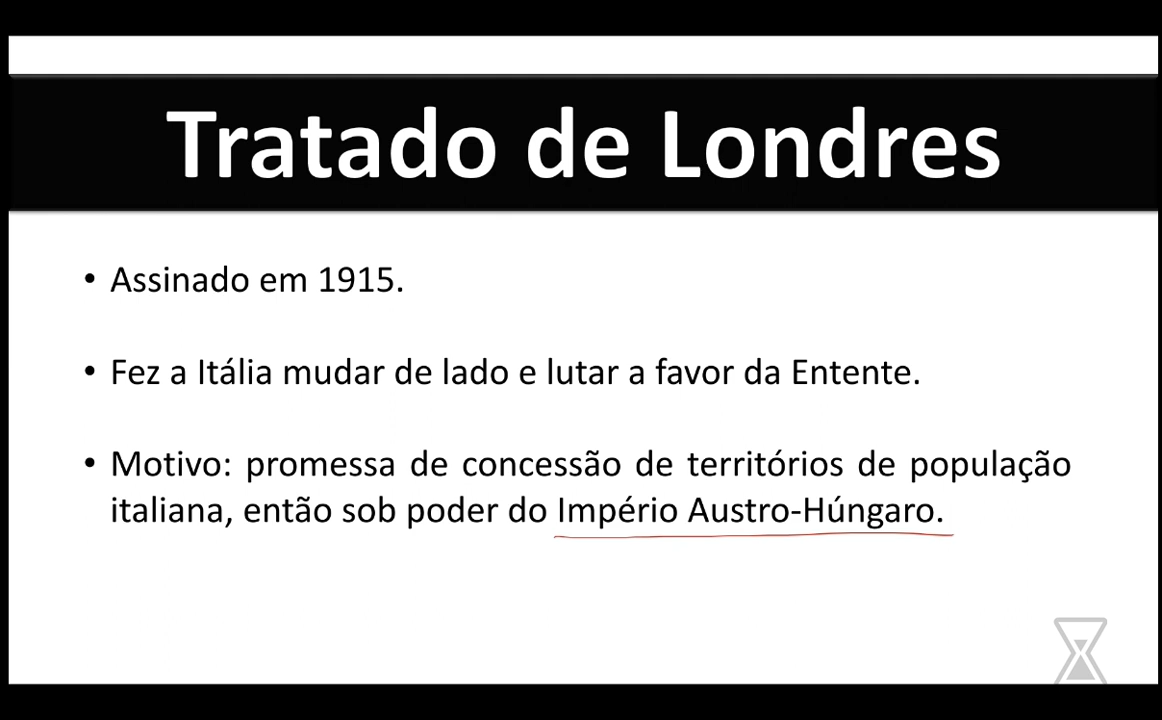 Tratado de Londres
• Assinado em 1915.
• Fez a Itália mudar de lado e lutar a favor da Entente.
• Motivo: promessa de concessão de territórios de população
italiana, então sob poder do Império Austro-Húngaro.